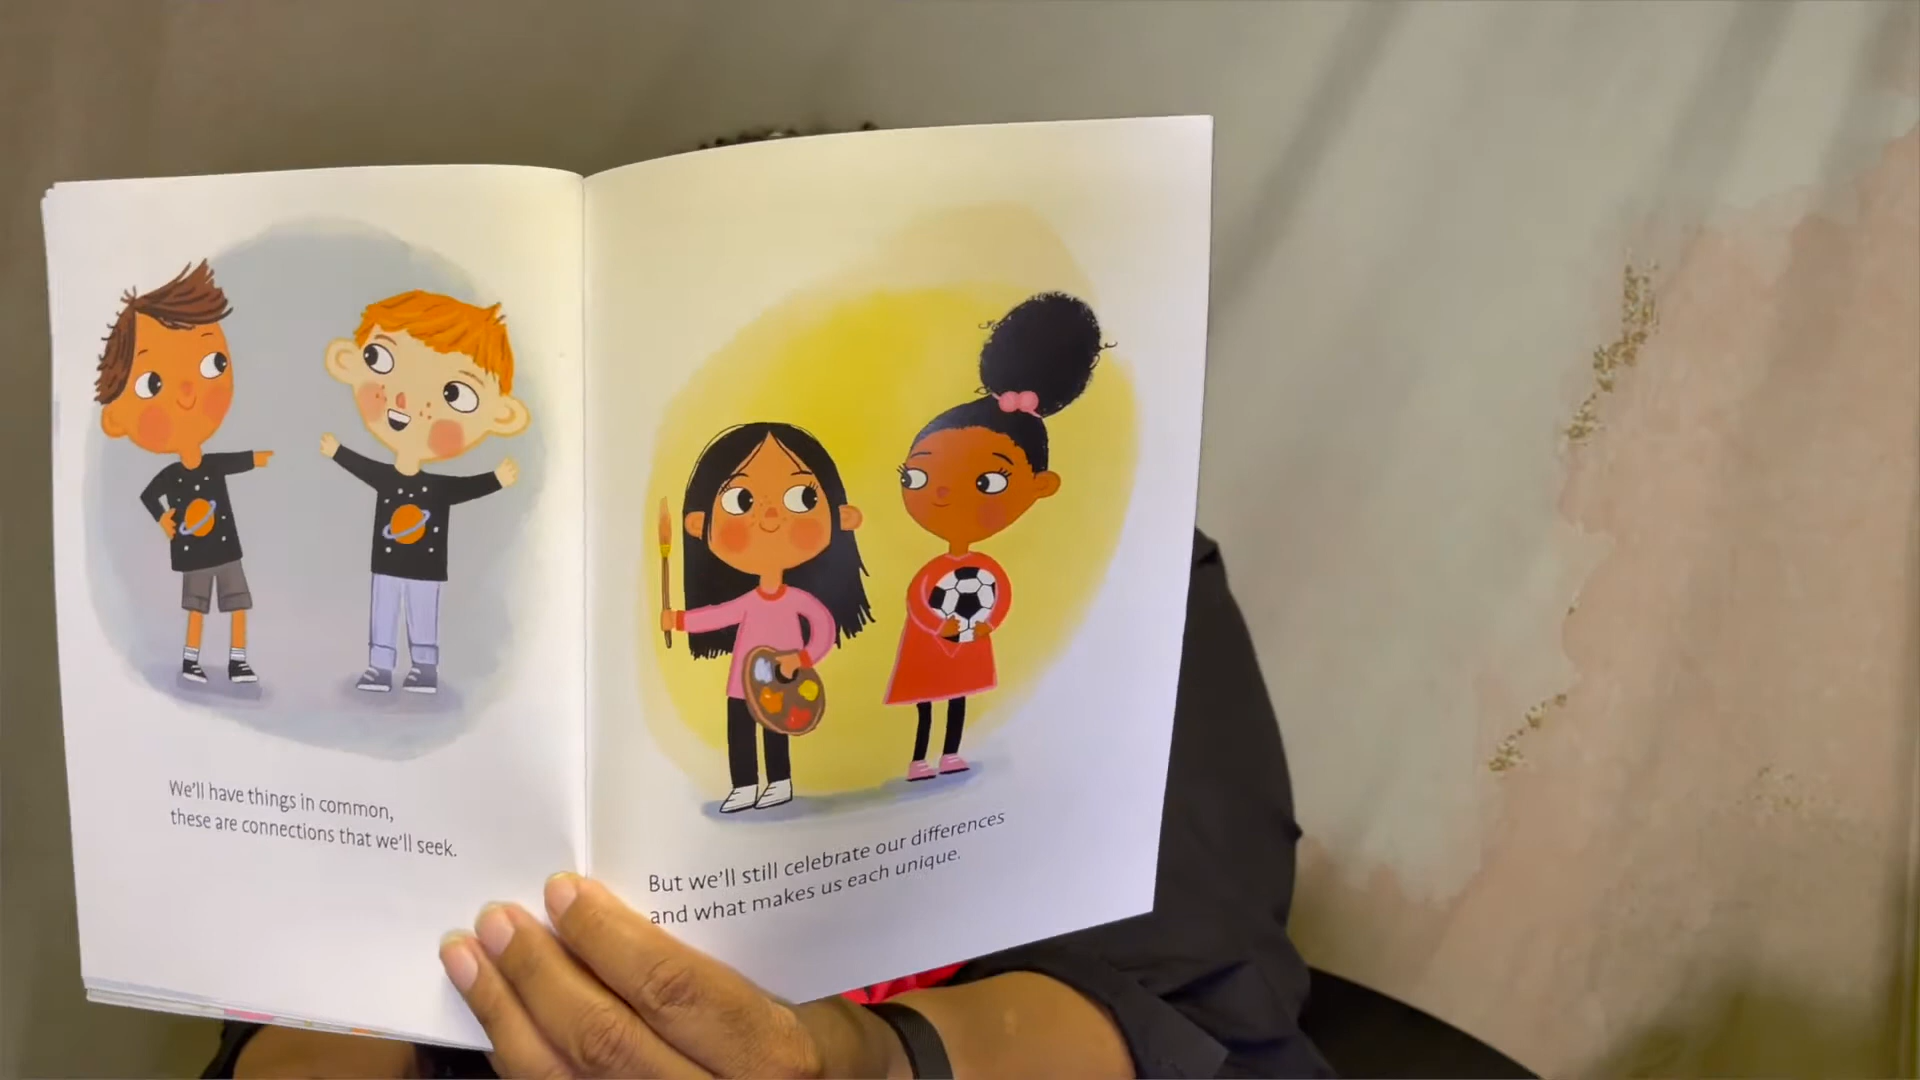 We'll have things in common,
these are connections that we'll seek.
But we'll still celebrate our differences
and what makes us each unique.